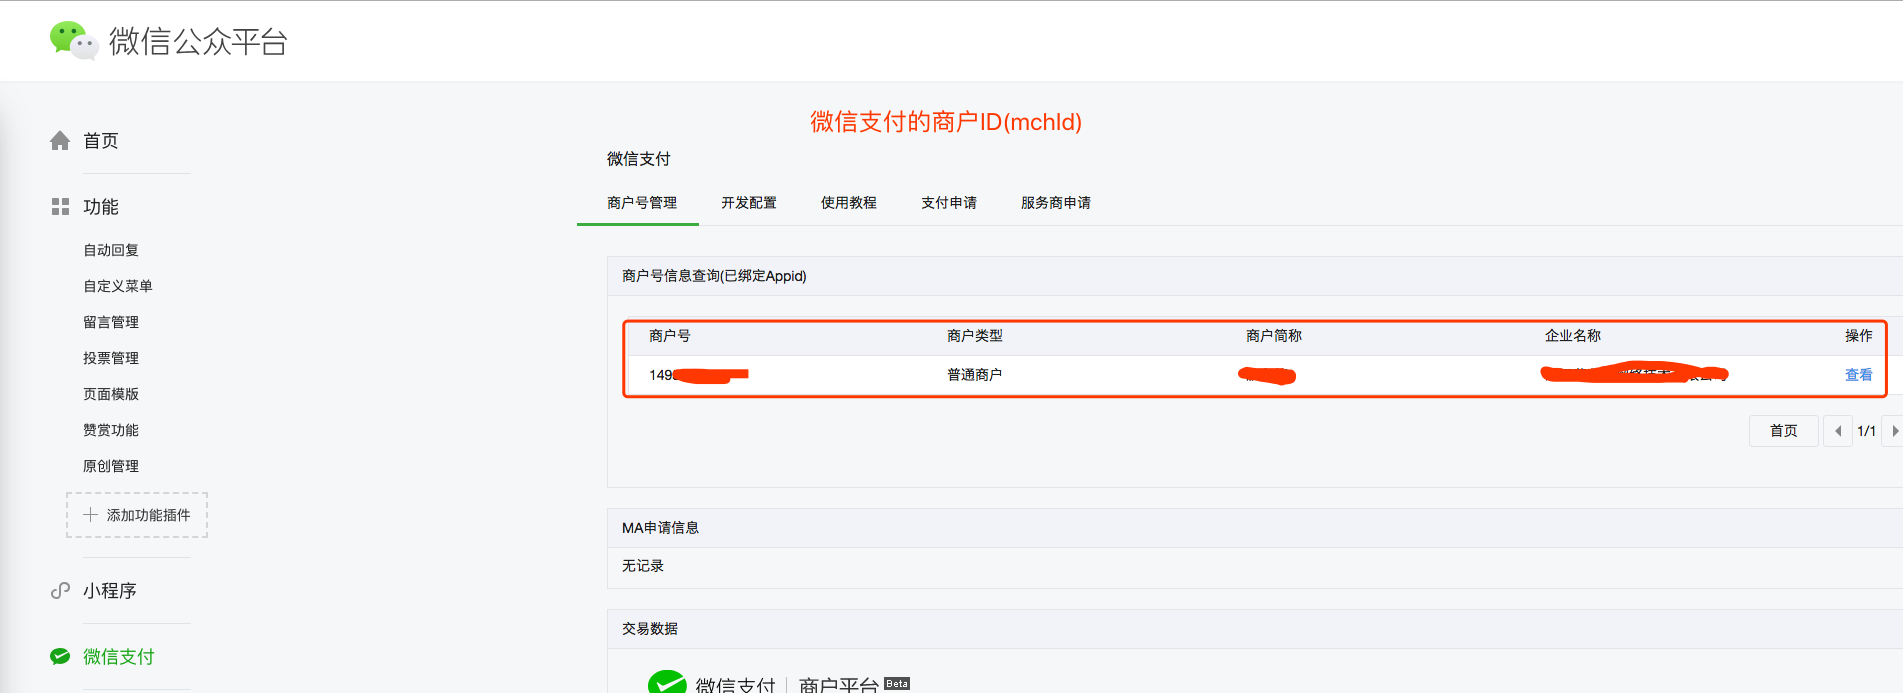 微信公众平台
首页
功能
自动回复
自定义菜单
留言管理
投票管理
页面模版
赞赏功能
原创管理
添加功能插件
小程序
微信支付
微信支付的商户ID(mchId)
微信支付
商户号管理 开发配置 使用教程 支付申请 服务商申请
商户号信息查询(已绑定Appid)
商户号 商户类型 商户简称 企业名称 操作
149 普通商户 查看
首页 1/1
MA申请信息
无记录
交易数据
微信支付 商户平台 Beta